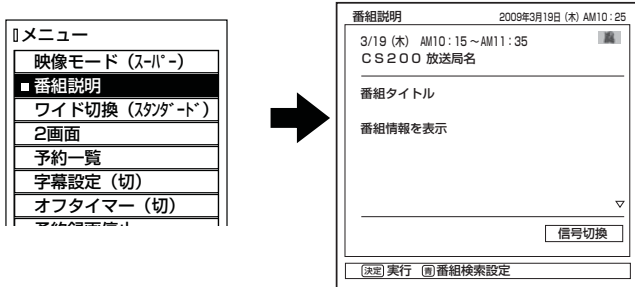 メニュー
映像モード（ｽｰﾊﾟｰ）
番組説明
ワイド切換（ｽﾀﾝﾀﾞｰﾄﾞ）
2画面
予約一覧
字幕設定（切）
オフタイマー（切）
番組説明 2009年3月19日（木）AM10：25
3/19（木） AM10：15～AM11：35
ＣＳ２００ 放送局名
番組タイトル
番組情報を表示
信号切換
決定 実行 青 番組検索設定